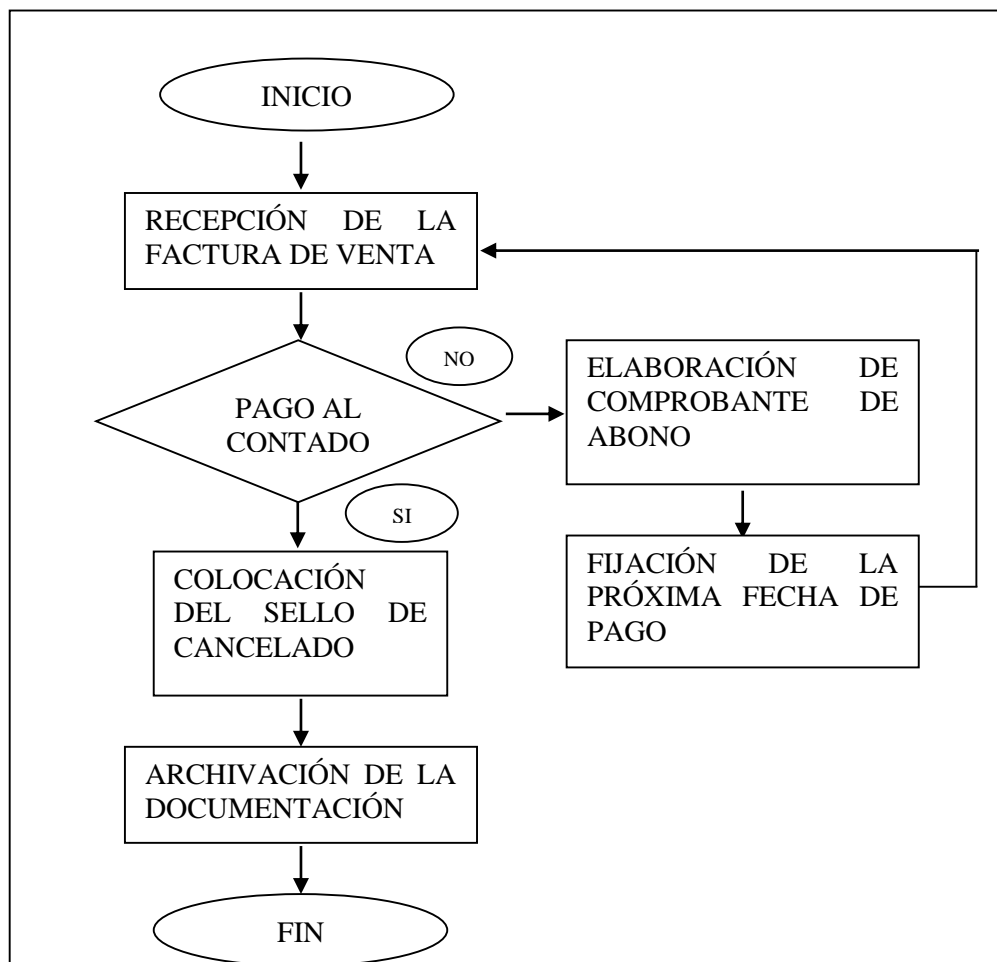 INICIO
RECEPCIÓN DE LA
FACTURA DE VENTA
PAGO AL
CONTADO
NO
ELABORACIÓN DE
COMPROBANTE DE
ABONO
SI
FIJACIÓN DE LA
PRÓXIMA FECHA DE
PAGO
COLOCACIÓN
DEL SELLO DE
CANCELADO
ARCHIVACIÓN DE LA
DOCUMENTACIÓN
FIN